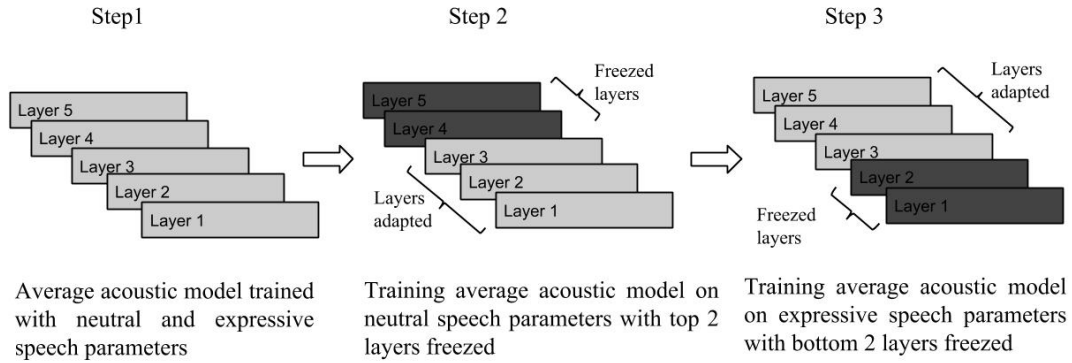 Step1
Layer 5
Layer 4
Layer 3
Layer 2
Layer 1
Average acoustic model trained
with neutral and expressive
speech parameters
Step 2
Freezed
layers
Layer 5
Layer 4
Layer 3
Layer 2
Layer 1
Layers
adapted
Training average acoustic model on
neutral speech parameters with top 2
layers freezed
Step 3
Layers
adapted
Layer 5
Layer 4
Layer 3
Layer 2
Layer 1
Freezed
layers
Training average acoustic model
on expressive speech parameters
with bottom 2 layers freezed